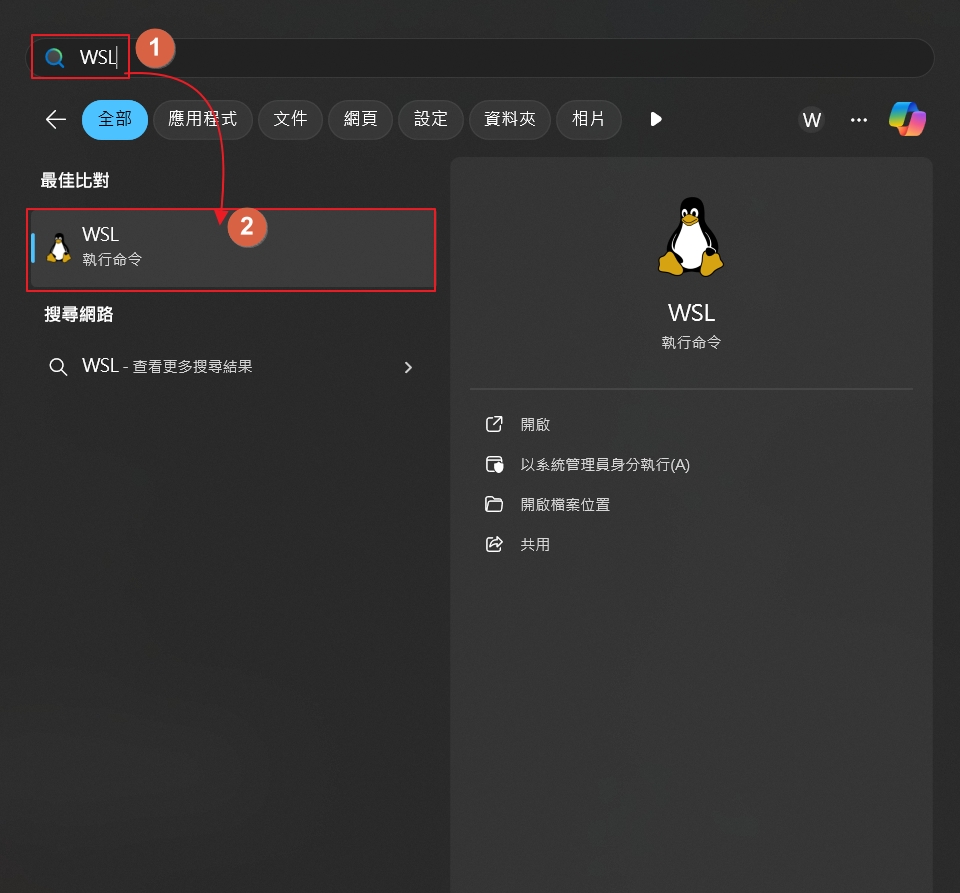 WSL
1
全部
應用程式
文件
網頁
設定
資料夾
相片
W
最佳比對
WSL
執行命令
2
搜尋網路
WSL - 查看更多搜尋結果
WSL
執行命令
開啟
以系統管理員身分執行(A)
開啟檔案位置
共用